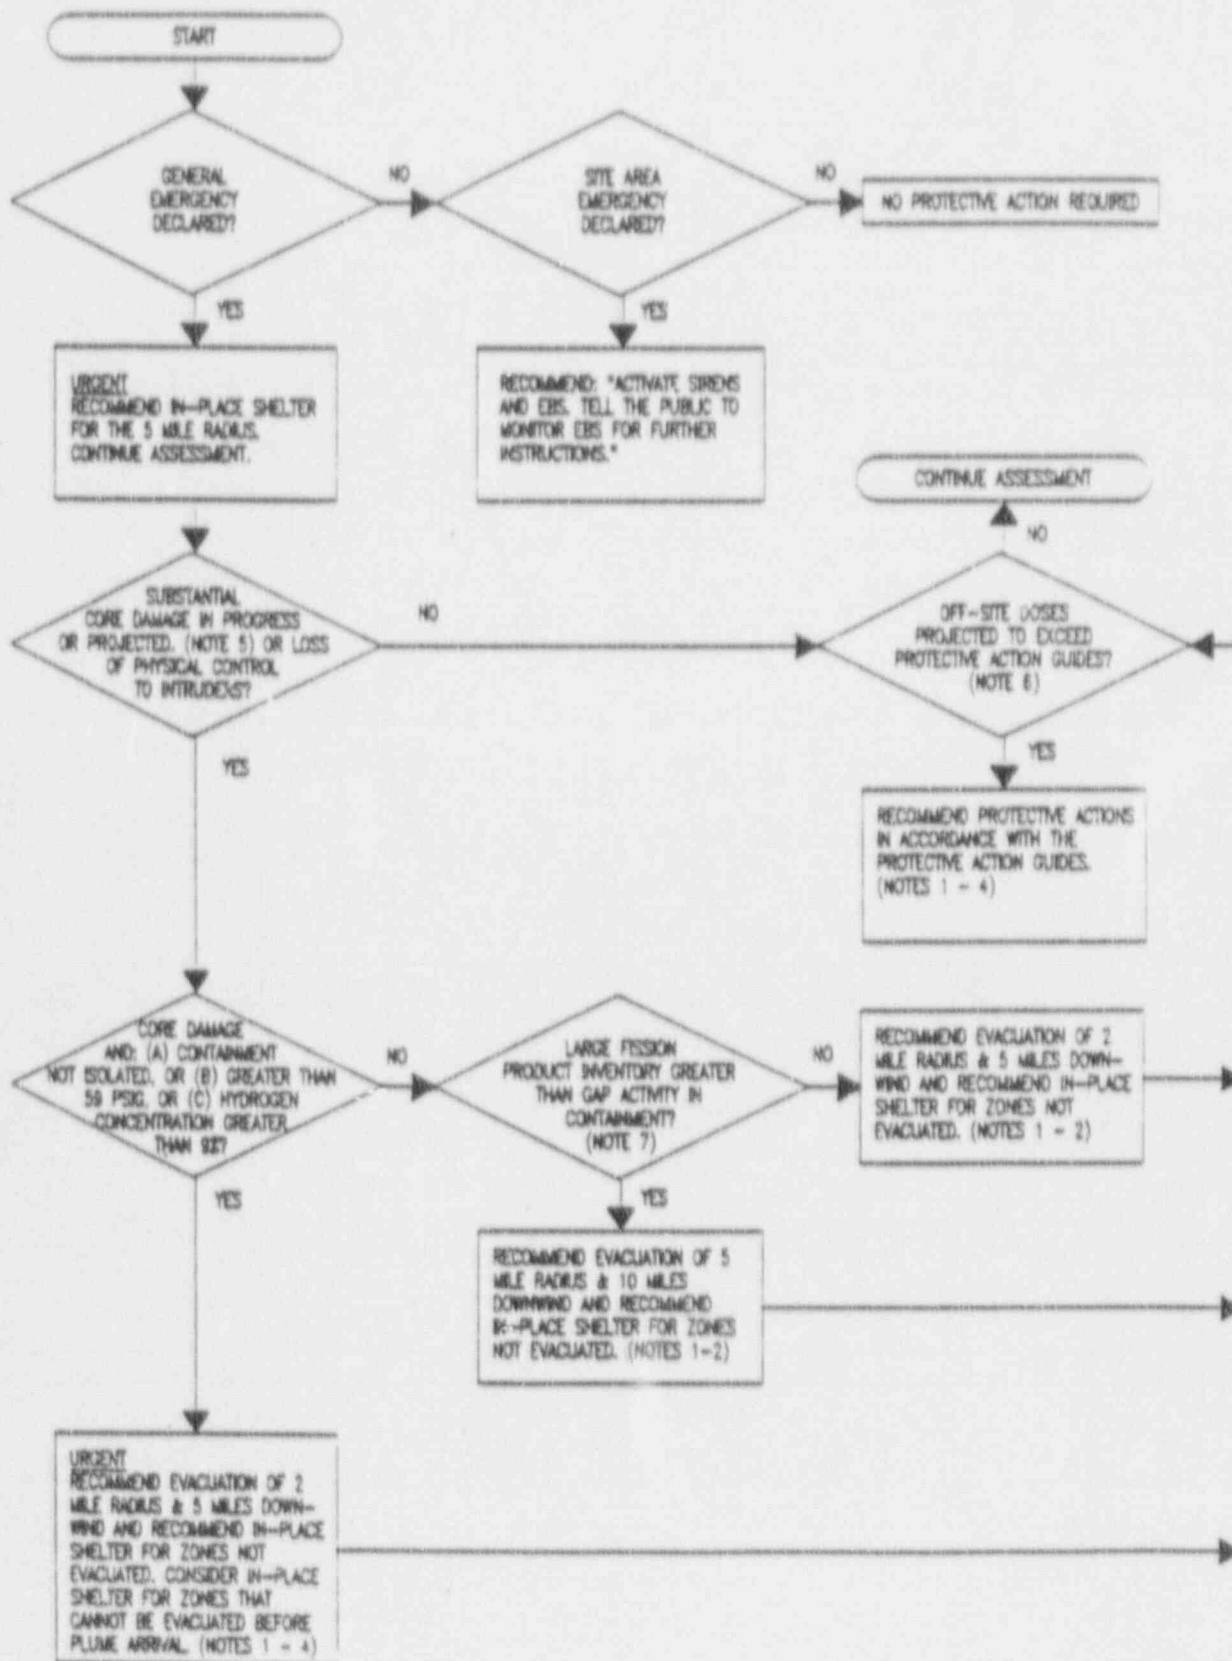 START
GENERAL
EMERGENCY
DECLARED?
NO
SITE AREA
EMERGENCY
DECLARED?
NO
NO PROTECTIVE ACTION REQUIRED
YES
YES
URGENT
RECOMMEND IN-PLACE SHELTER
FOR THE 5 MILE RADIUS.
CONTINUE ASSESSMENT.
RECOMMEND: "ACTIVATE SIRENS
AND EBS. TELL THE PUBLIC TO
MONITOR EBS FOR FURTHER
INSTRUCTIONS."
CONTINUE ASSESSMENT
NO
SUBSTANTIAL
CORE DAMAGE IN PROGRESS
OR PROJECTED. (NOTE 5) OR LOSS
OF PHYSICAL CONTROL
TO INTRUDERS?
NO
OFF-SITE DOSES
PROJECTED TO EXCEED
PROTECTIVE ACTION GUIDES?
(NOTE 6)
YES
YES
RECOMMEND PROTECTIVE ACTIONS
IN ACCORDANCE WITH THE
PROTECTIVE ACTION GUIDES.
(NOTES 1 - 4)
CORE DAMAGE
AND: (A) CONTAINMENT
NOT ISOLATED, OR (B) GREATER THAN
59 PSIG, OR (C) HYDROGEN
CONCENTRATION GREATER
THAN 9%?
NO
LARGE FISSION
PRODUCT INVENTORY GREATER
THAN GAP ACTIVITY IN
CONTAINMENT?
(NOTE 7)
NO
RECOMMEND EVACUATION OF 2
MILE RADIUS & 5 MILES DOWN-
WIND AND RECOMMEND IN-PLACE
SHELTER FOR ZONES NOT
EVACUATED. (NOTES 1 - 2)
YES
YES
RECOMMEND EVACUATION OF 5
MILE RADIUS & 10 MILES
DOWNWIND AND RECOMMEND
IN-PLACE SHELTER FOR ZONES
NOT EVACUATED. (NOTES 1-2)
URGENT
RECOMMEND EVACUATION OF 2
MILE RADIUS & 5 MILES DOWN-
WIND AND RECOMMEND IN-PLACE
SHELTER FOR ZONES NOT
EVACUATED. CONSIDER IN-PLACE
SHELTER FOR ZONES THAT
CANNOT BE EVACUATED BEFORE
PLUME ARRIVAL. (NOTES 1 - 4)